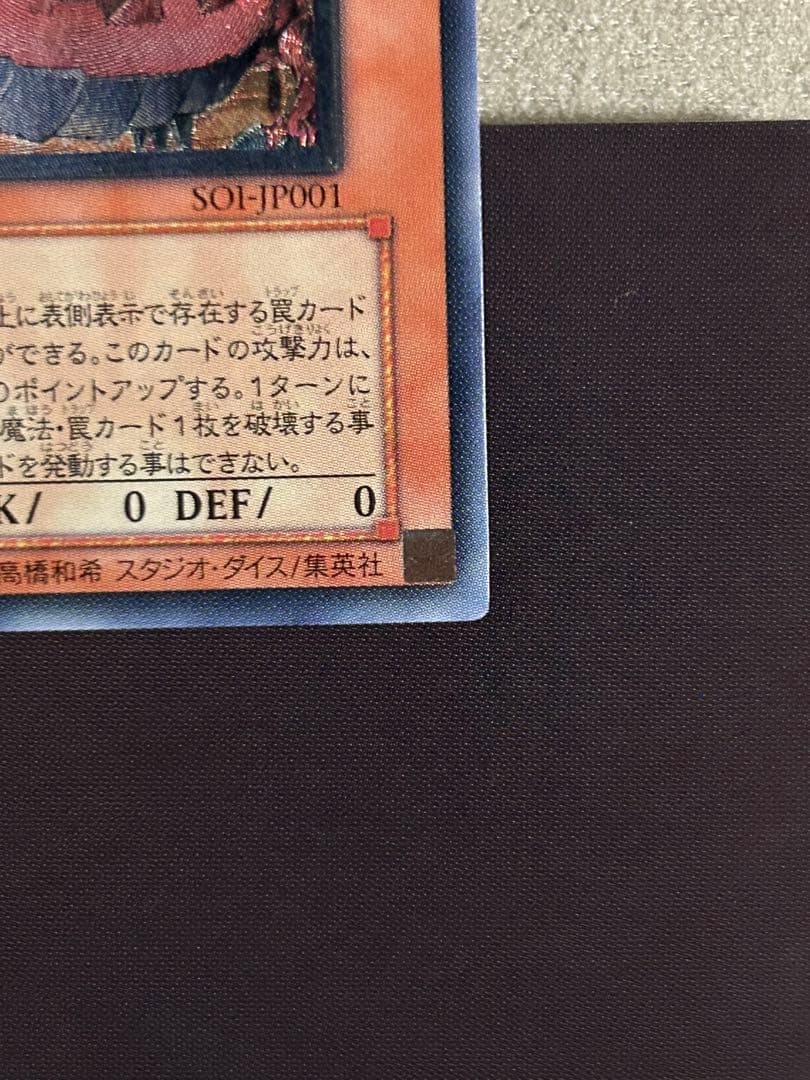 SOI-JP001
上に表側表示で存在する罠カード
ができる。このカードの攻撃力は、
のポイントアップする。1ターンに
魔法・罠カード1枚を破壊する事
ドを発動する事はできない。
K/ 0 DEF/ 0
高橋和希 スタジオ・ダイス/集英社